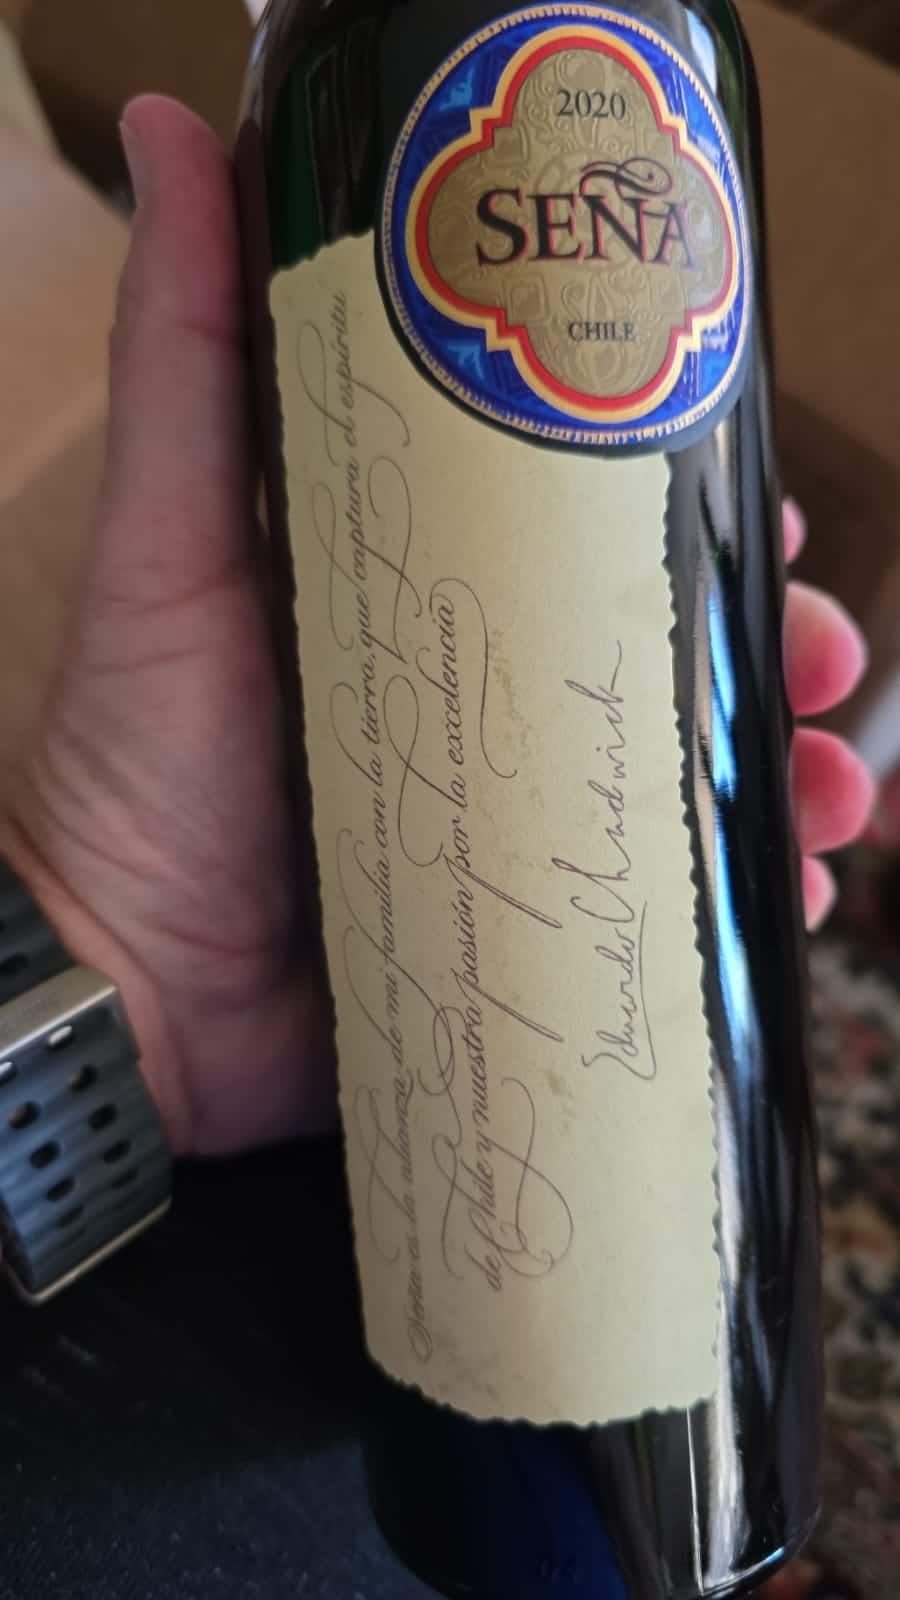 2020
SEÑA
CHILE
Seña es la alianza de mi familia con la tierra, que captura el espíritu
de Chile y nuestra pasión por la excelencia
Eduardo Chadwick